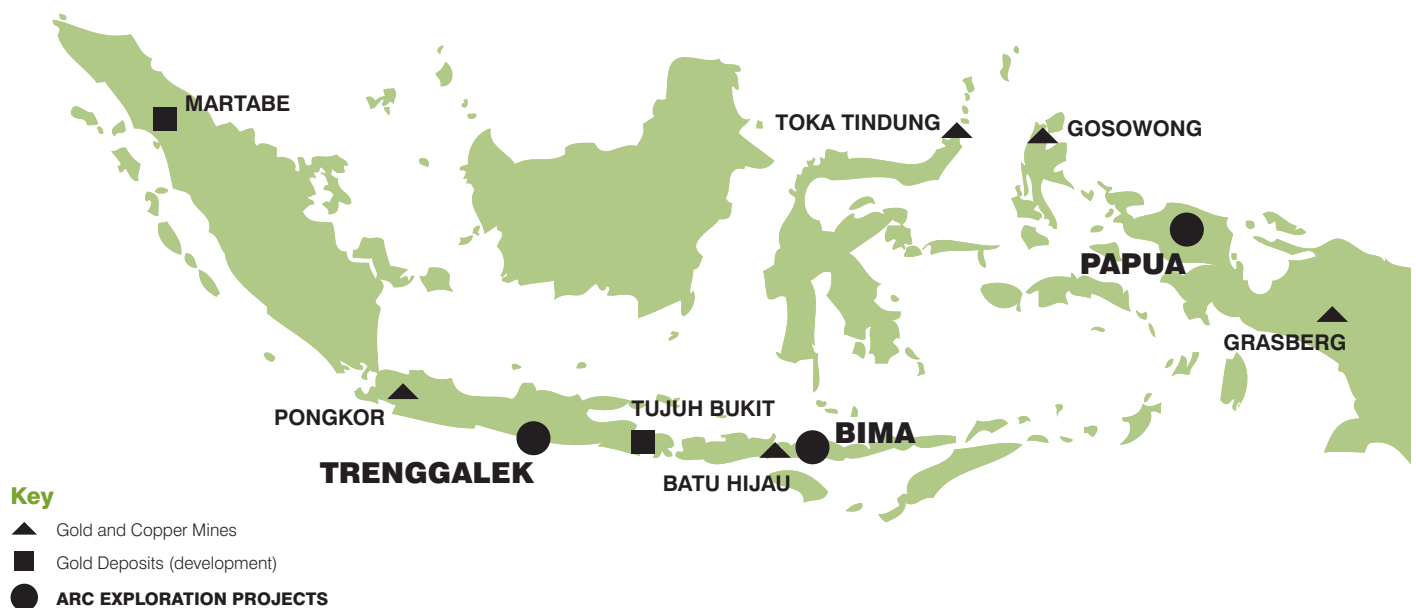 MARTABE
TOKA TINDUNG
GOSOWONG
PAPUA
GRASBERG
PONGKOR
TUJUH BUKIT
BIMA
TRENGGALEK
BATU HIJAU
Key
Gold and Copper Mines
Gold Deposits (development)
ARC EXPLORATION PROJECTS